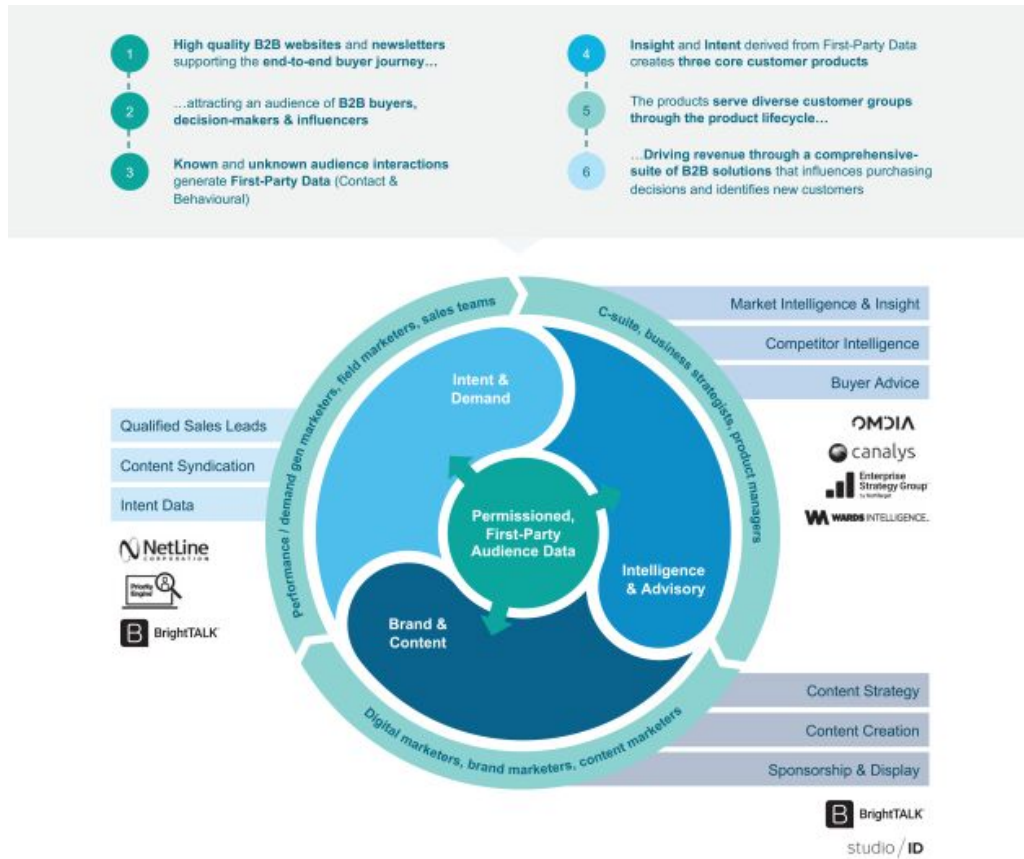 1
High quality B2B websites and newsletters
supporting the end-to-end buyer journey…
2
…attracting an audience of B2B buyers,
decision-makers & influencers
3
Known and unknown audience interactions
generate First-Party Data (Contact &
Behavioural)
4
Insight and Intent derived from First-Party Data
creates three core customer products
5
The products serve diverse customer groups
through the product lifecycle…
6
…Driving revenue through a comprehensive-
suite of B2B solutions that influences purchasing
decisions and identifies new customers
Performance / demand gen marketers, field marketers, sales teams
C-suite, business strategists, product managers
Digital marketers, brand marketers, content marketers
Intent &
Demand
Permissioned,
First-Party
Audience Data
Intelligence
& Advisory
Brand &
Content
Qualified Sales Leads
Content Syndication
Intent Data
NetLine
CORPORATION
Priority
Engine
B BrightTALK
Market Intelligence & Insight
Competitor Intelligence
Buyer Advice
OMDIA
canalys
Enterprise
Strategy Group
by TechTarget
WARDS INTELLIGENCE
Content Strategy
Content Creation
Sponsorship & Display
B BrightTALK
studio/ID